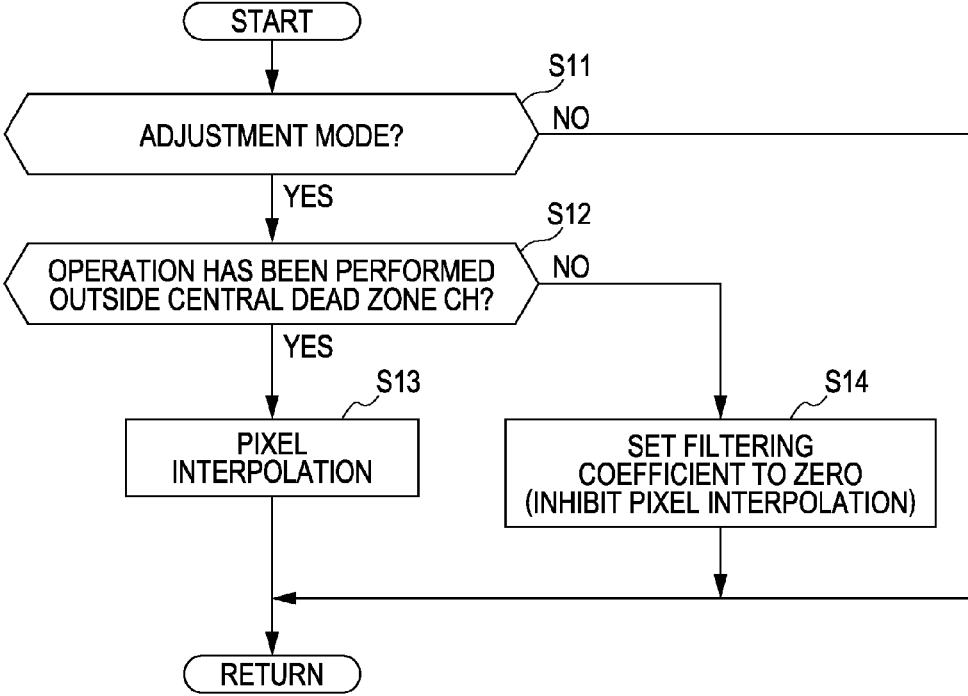 START
S11
ADJUSTMENT MODE?
NO
YES
S12
OPERATION HAS BEEN PERFORMED
OUTSIDE CENTRAL DEAD ZONE CH?
NO
YES
S13
PIXEL
INTERPOLATION
S14
SET FILTERING
COEFFICIENT TO ZERO
(INHIBIT PIXEL INTERPOLATION)
RETURN